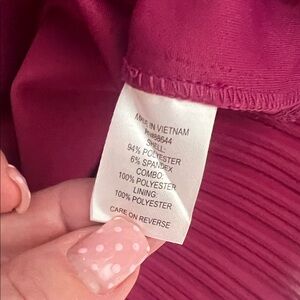 MADE IN VIETNAM
SHELL:
94% POLYESTER
6% SPANDEX
COMBO:
100% POLYESTER
LINING:
100% POLYESTER
CARE ON REVERSE